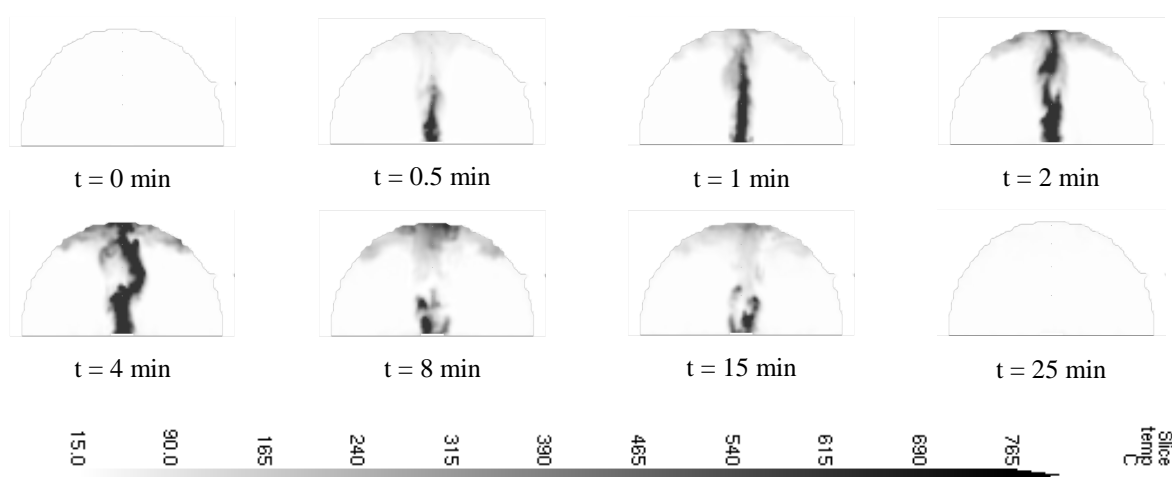 t = 0 min
t = 0.5 min
t = 1 min
t = 2 min
t = 4 min
t = 8 min
t = 15 min
t = 25 min
15.0
90.0
165
240
315
390
465
540
615
690
765
Slice
temp
C